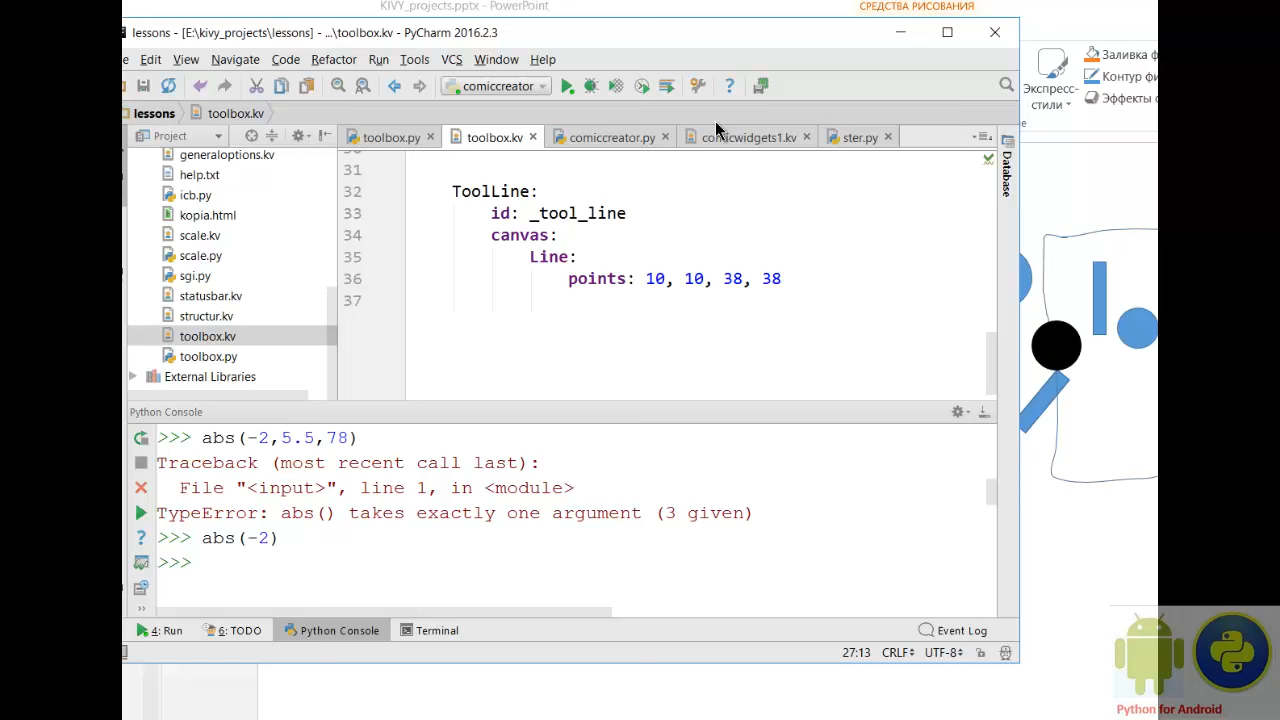 KIVY_projects.pptx - PowerPoint
СРЕДСТВА РИСОВАНИЯ
lessons - [E:\kivy_projects\lessons] - ...\toolbox.kv - PyCharm 2016.2.3
Edit View Navigate Code Refactor Run Tools VCS Window Help
comiccreator
lessons
toolbox.kv
Project
toolbox.py
toolbox.kv
comiccreator.py
comicwidgets1.kv
ster.py
generaloptions.kv
help.txt
icb.py
kopia.html
scale.kv
scale.py
sgi.py
statusbar.kv
structur.kv
toolbox.kv
toolbox.py
External Libraries
31
32 ToolLine:
33 id: _tool_line
34 canvas:
35 Line:
36 points: 10, 10, 38, 38
37
Database
Python Console
>>> abs(-2,5.5,78)
Traceback (most recent call last):
File "<input>", line 1, in <module>
TypeError: abs() takes exactly one argument (3 given)
>>> abs(-2)
>>>
4: Run
6: TODO
Python Console
Terminal
Event Log
27:13 CRLF UTF-8
Экспресс-
стили
Заливка ф
Контур фи
Эффекты с
Python for Android